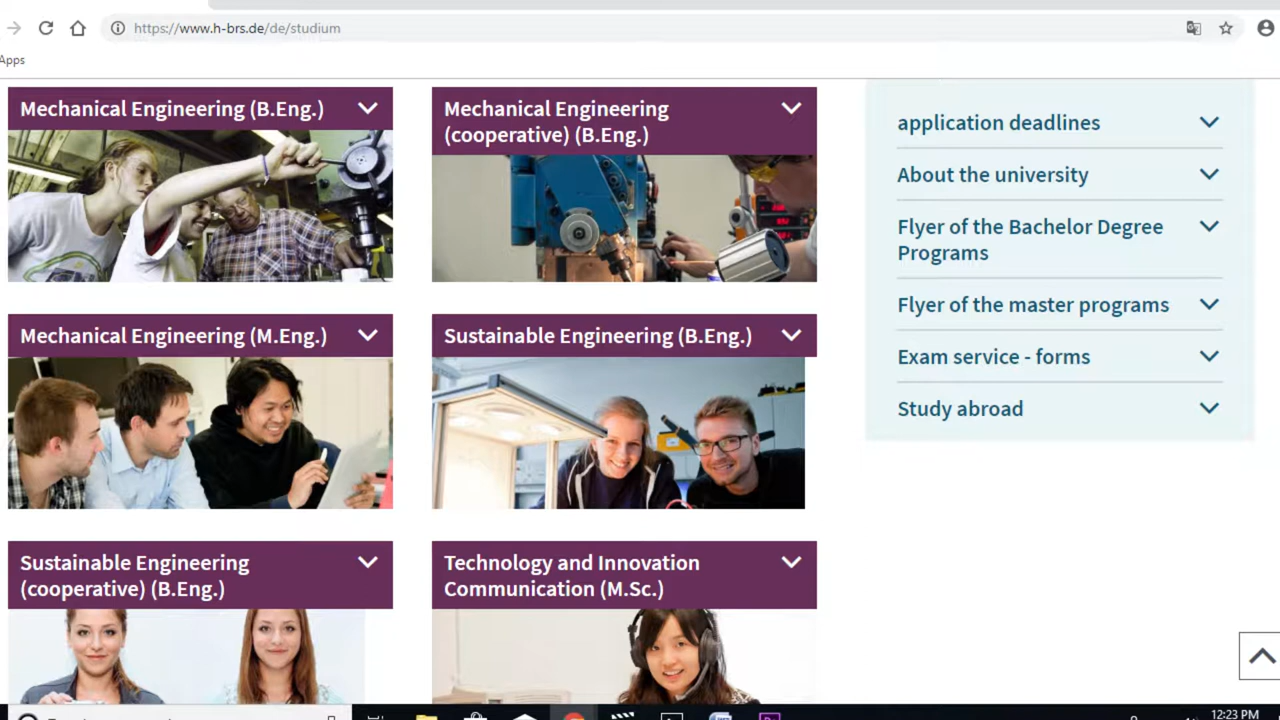 https://www.h-brs.de/de/studium
Apps
Mechanical Engineering (B.Eng.)
Mechanical Engineering
(cooperative) (B.Eng.)
Mechanical Engineering (M.Eng.)
Sustainable Engineering (B.Eng.)
Sustainable Engineering
(cooperative) (B.Eng.)
Technology and Innovation
Communication (M.Sc.)
application deadlines
About the university
Flyer of the Bachelor Degree
Programs
Flyer of the master programs
Exam service - forms
Study abroad
12:23 PM